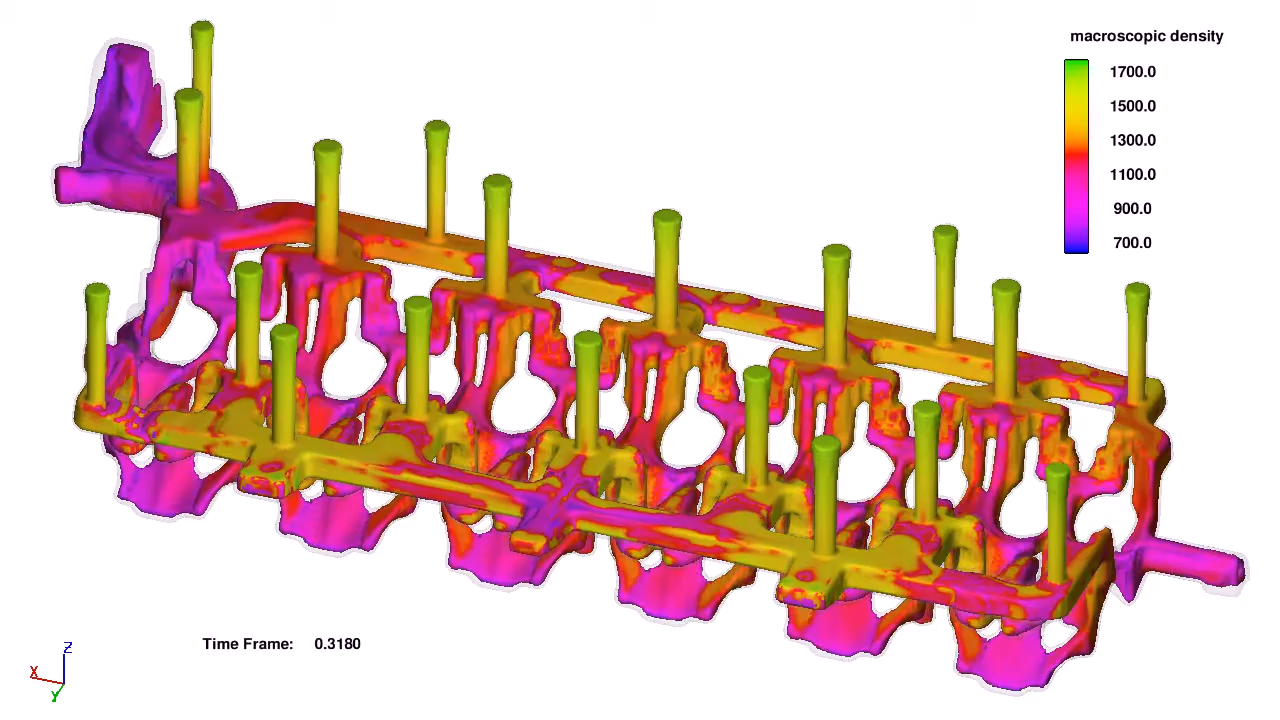 macroscopic density
1700.0
1500.0
1300.0
1100.0
900.0
700.0
Time Frame: 0.3180
Z
X
Y